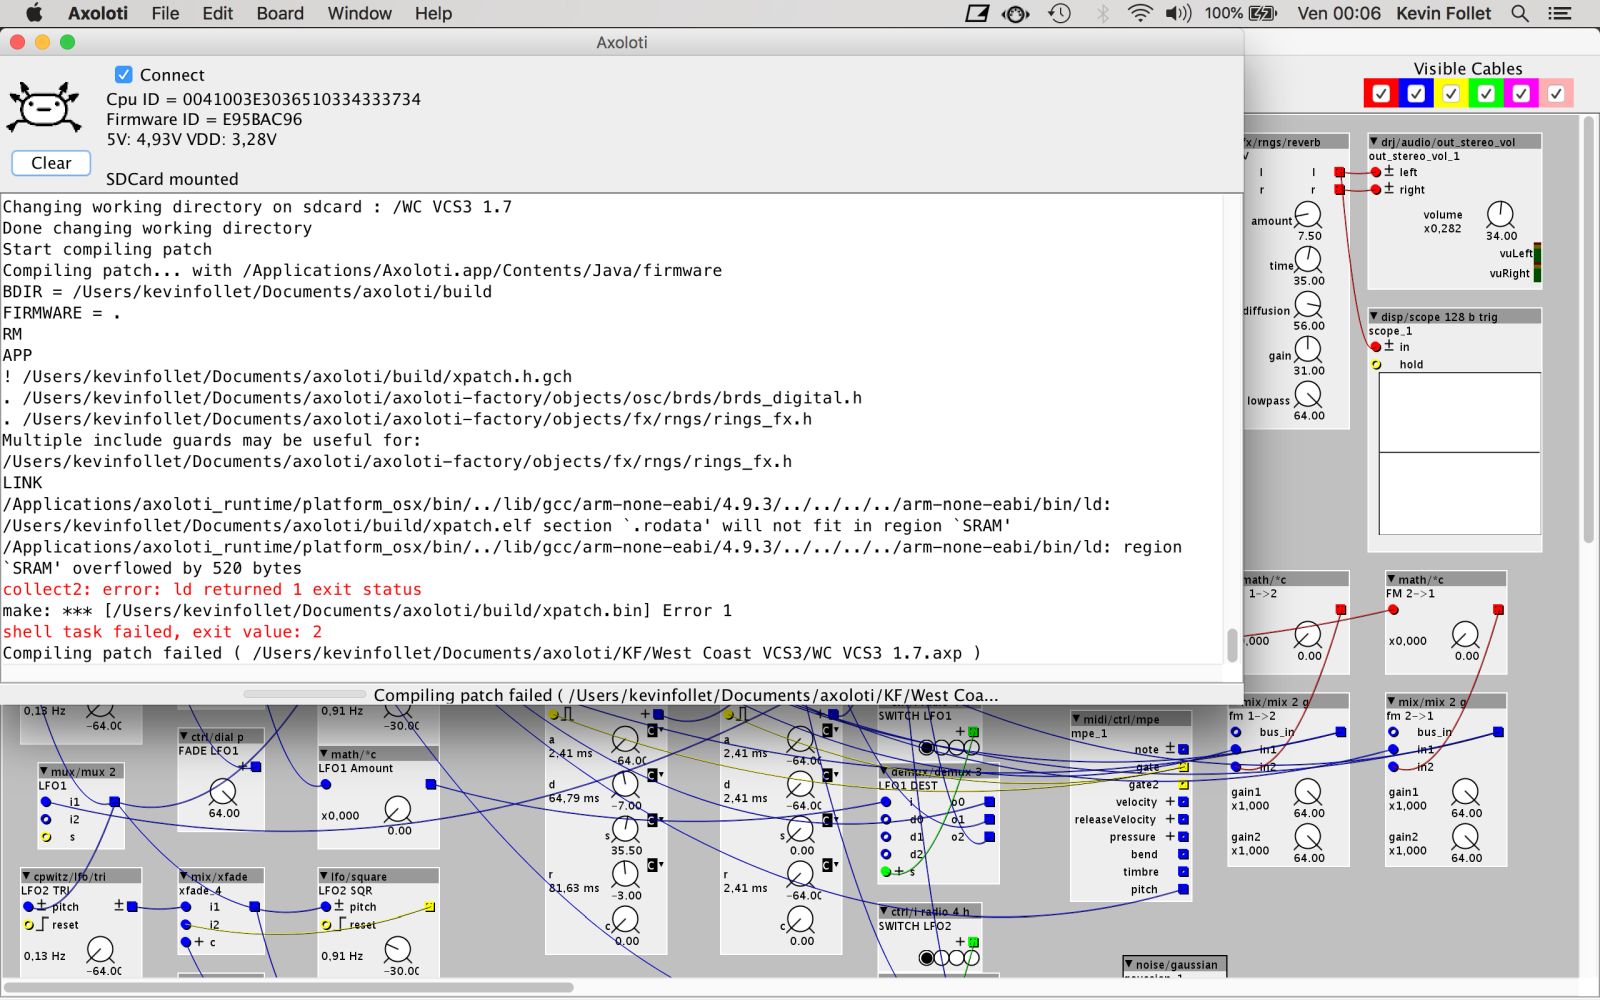 Axoloti File Edit Board Window Help 100% Ven 00:06 Kevin Follet
Axoloti
Connect
Cpu ID = 0041003E3036510334333734
Firmware ID = E95BAC96
5V: 4,93V VDD: 3,28V
Clear
SDCard mounted
Changing working directory on sdcard : /WC VCS3 1.7
Done changing working directory
Start compiling patch
Compiling patch... with /Applications/Axoloti.app/Contents/Java/firmware
BDIR = /Users/kevinfollet/Documents/axoloti/build
FIRMWARE = .
RM
APP
! /Users/kevinfollet/Documents/axoloti/build/xpatch.h.gch
. /Users/kevinfollet/Documents/axoloti/axoloti-factory/objects/osc/brds/brds_digital.h
. /Users/kevinfollet/Documents/axoloti/axoloti-factory/objects/fx/rngs/rings_fx.h
Multiple include guards may be useful for:
/Users/kevinfollet/Documents/axoloti/axoloti-factory/objects/fx/rngs/rings_fx.h
LINK
/Applications/axoloti_runtime/platform_osx/bin/../lib/gcc/arm-none-eabi/4.9.3/../../../../arm-none-eabi/bin/ld:
/Users/kevinfollet/Documents/axoloti/build/xpatch.elf section `.rodata' will not fit in region `SRAM'
/Applications/axoloti_runtime/platform_osx/bin/../lib/gcc/arm-none-eabi/4.9.3/../../../../arm-none-eabi/bin/ld: region
`SRAM' overflowed by 520 bytes
collect2: error: ld returned 1 exit status
make: *** [/Users/kevinfollet/Documents/axoloti/build/xpatch.bin] Error 1
shell task failed, exit value: 2
Compiling patch failed ( /Users/kevinfollet/Documents/axoloti/KF/West Coast VCS3/WC VCS3 1.7.axp )
Compiling patch failed ( /Users/kevinfollet/Documents/axoloti/KF/West Coa...
Visible Cables
fx/rngs/reverb
l l
r r
amount
7.50
time
35.00
diffusion
56.00
gain
31.00
lowpass
64.00
drj/audio/out_stereo_vol
out_stereo_vol_1
left
right
volume
x0,282
34.00
vuLeft
vuRight
disp/scope 128 b trig
scope_1
in
hold
math/*c
1->2
,000
0.00
math/*c
FM 2->1
x0,000
0.00
0,13 Hz
-64.00
ctrl/dial p
FADE LFO1
64.00
0,91 Hz
-30.00
math/*c
LFO1 Amount
x0,000
0.00
mux/mux 2
LFO1
i1
i2
s
cpwitz/lfo/tri
LFO2 TRI
pitch
reset
0,13 Hz
-64.00
mix/xfade
xfade_4
i1
i2
c
lfo/square
LFO2 SQR
pitch
reset
0,91 Hz
-30.00
a
2,41 ms
-64.00
d
64,79 ms
-7.00
s
35.50
r
81,63 ms
-3.00
c
0.00
a
2,41 ms
-64.00
d
2,41 ms
-64.00
s
0.00
r
2,41 ms
-64.00
c
0.00
SWITCH LFO1
demux/demux 3
LFO1 DEST
i o0
d0 o1
d1 o2
d2
s
ctrl/i radio 4 h
SWITCH LFO2
midi/ctrl/mpe
mpe_1
note
gate
gate2
velocity
releaseVelocity
pressure
bend
timbre
pitch
mix/mix 2 g
fm 1->2
bus_in
in1
in2
gain1
x1,000
64.00
gain2
x1,000
64.00
mix/mix 2 g
fm 2->1
bus_in
in1
in2
gain1
x1,000
64.00
gain2
x1,000
64.00
noise/gaussian